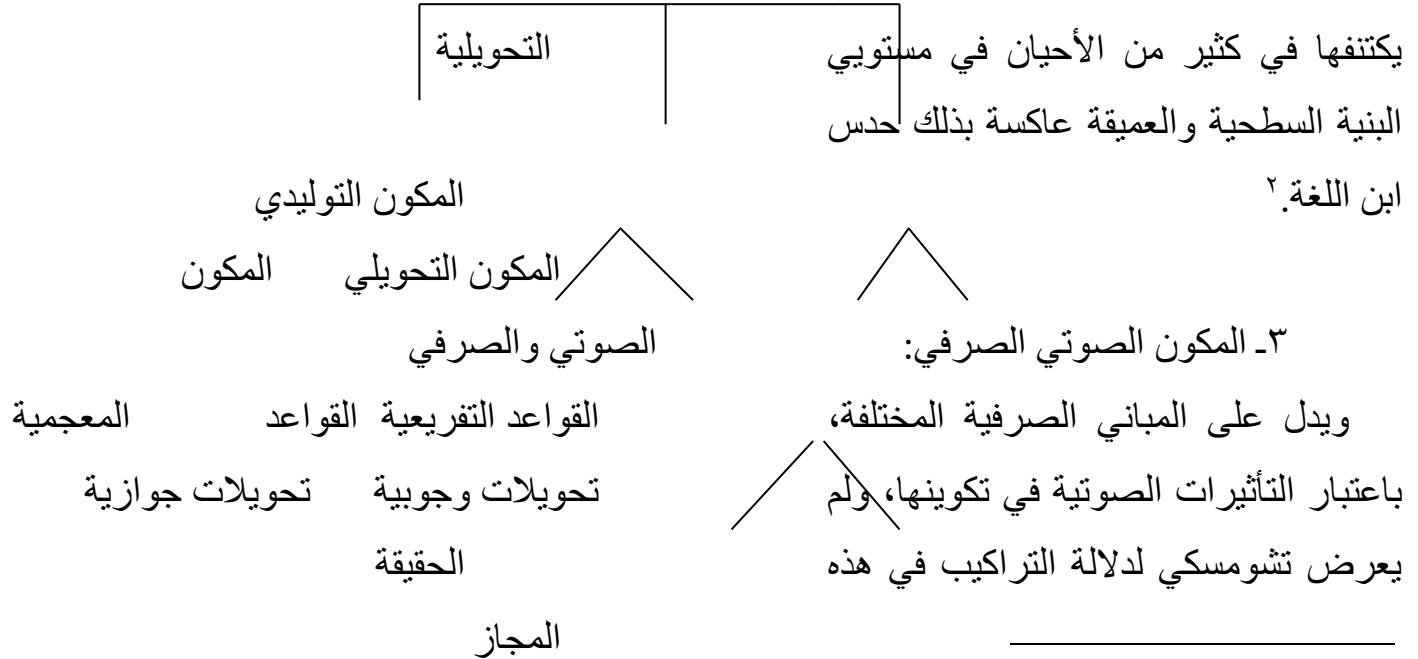 يكتنفها في كثير من الأحيان في مستويي
البنية السطحية والعميقة عاكسة بذلك حدس
ابن اللغة.٢
٣ـ المكون الصوتي الصرفي:
ويدل على المباني الصرفية المختلفة،
باعتبار التأثيرات الصوتية في تكوينها، ولم
يعرض تشومسكي لدلالة التراكيب في هذه
التحويلية
المكون التوليدي
المكون التحويلي المكون
الصوتي والصرفي
القواعد التفريعية القواعد المعجمية
تحويلات وجوبية تحويلات جوازية
الحقيقة
المجاز